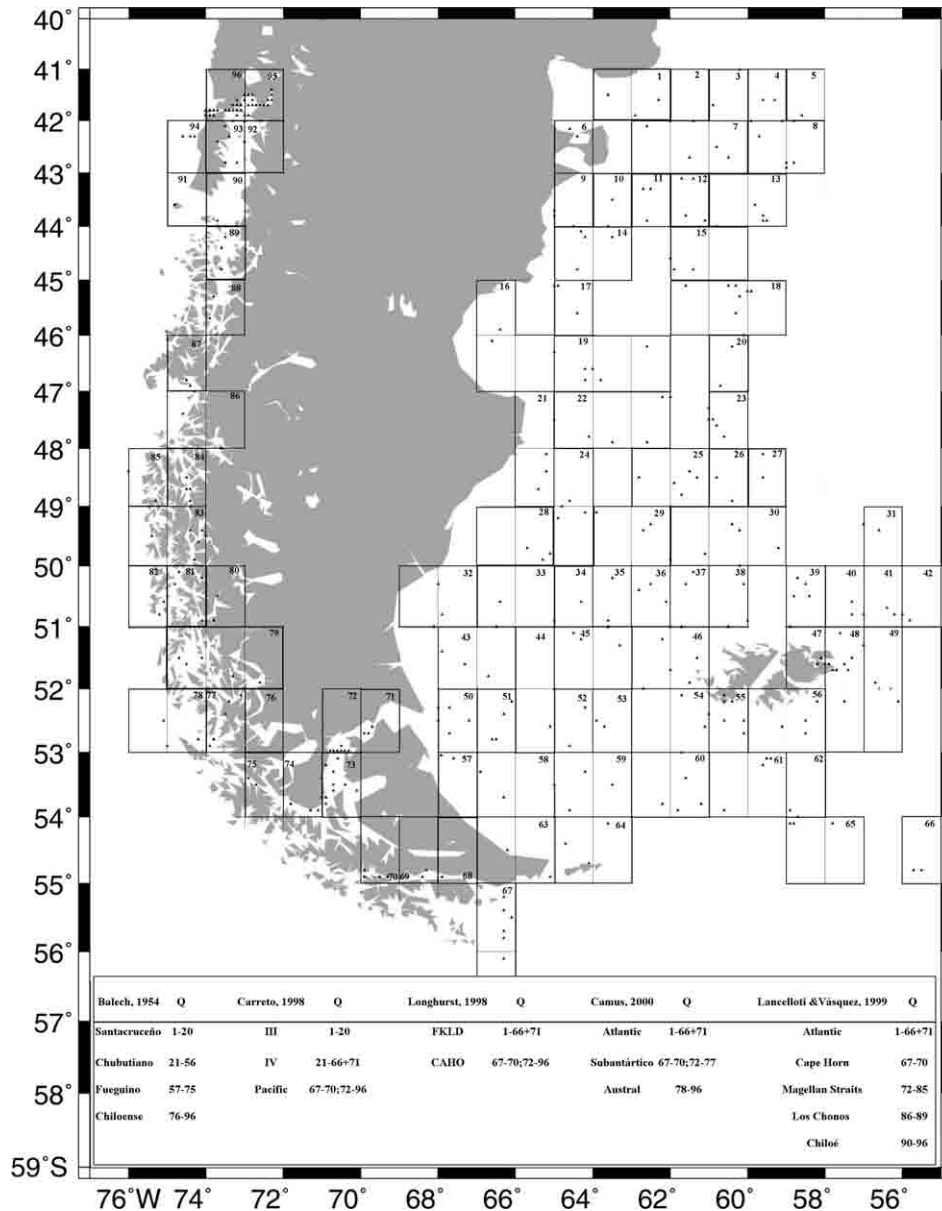 40˚
41˚
96 95 1 2 3 4 5
42˚
94 93 92 6 7 8
43˚
91 90 9 10 11 12 13
44˚
89 14 15
45˚
88 16 17 18
46˚
87 19 20
47˚
86 21 22 23
48˚
85 84 24 25 26 27
49˚
83 28 29 30 31
50˚
82 81 80 32 33 34 35 36 37 38 39 40 41 42
51˚
79 43 44 45 46 47 48 49
52˚
78 77 76 72 71 50 51 52 53 54 55 56
53˚
75 74 73 57 58 59 60 61 62
54˚
63 64 65 66
70 69 68
55˚
67
56˚
Balech, 1954 Q Carreto, 1998 Q Longhurst, 1998 Q Camus, 2000 Q Lancelloti &Vásquez, 1999 Q
57˚
Santacruceño 1-20 III 1-20 FKLD 1-66+71 Atlantic 1-66+71 Atlantic 1-66+71
Chubutiano 21-56 IV 21-66+71 CAHO 67-70;72-96 Subantártico 67-70;72-77 Cape Horn 67-70
58˚
Fueguino 57-75 Pacific 67-70;72-96 Austral 78-96 Magellan Straits 72-85
Chiloense 76-96 Los Chonos 86-89
Chiloé 90-96
59˚S
76˚W 74˚ 72˚ 70˚ 68˚ 66˚ 64˚ 62˚ 60˚ 58˚ 56˚